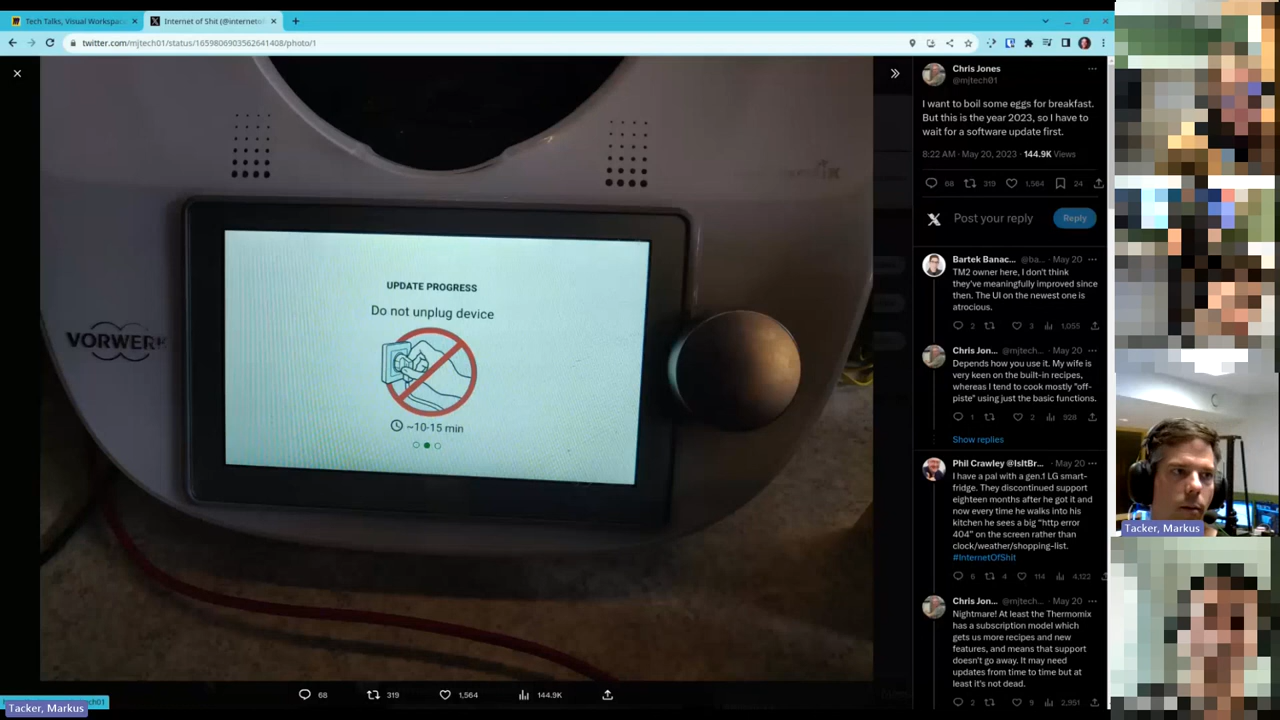 Tech Talks, Visual Workspac
Internet of Shit (@interneto
twitter.com/mjtech01/status/1659806903562641408/photo/1
VORWERK
UPDATE PROGRESS
Do not unplug device
~10-15 min
68
319
1,564
144.9K
Chris Jones
@mjtech01
I want to boil some eggs for breakfast.
But this is the year 2023, so I have to
wait for a software update first.
8:22 AM · May 20, 2023 · 144.9K Views
68 319 1,564 24
Post your reply
Reply
Bartek Banac... @ba... · May 20
TM2 owner here, I don't think
they've meaningfully improved since
then. The UI on the newest one is
atrocious.
2 3 1,055
Chris Jon... @mjtech... · May 20
Depends how you use it. My wife is
very keen on the built-in recipes,
whereas I tend to cook mostly "off-
piste" using just the basic functions.
1 2 928
Show replies
Phil Crawley @IsItBr... · May 20
I have a pal with a gen.1 LG smart-
fridge. They discontinued support
eighteen months after he got it and
now every time he walks into his
kitchen he sees a big "http error
404" on the screen rather than
clock/weather/shopping-list.
#InternetOfShit
6 4 114 4,122
Chris Jon... @mjtech... · May 20
Nightmare! At least the Thermomix
has a subscription model which
gets us more recipes and new
features, and means that support
doesn't go away. It may need
updates from time to time but at
least it's not dead.
2 9 2,951
Tacker, Markus
Tacker, Markus